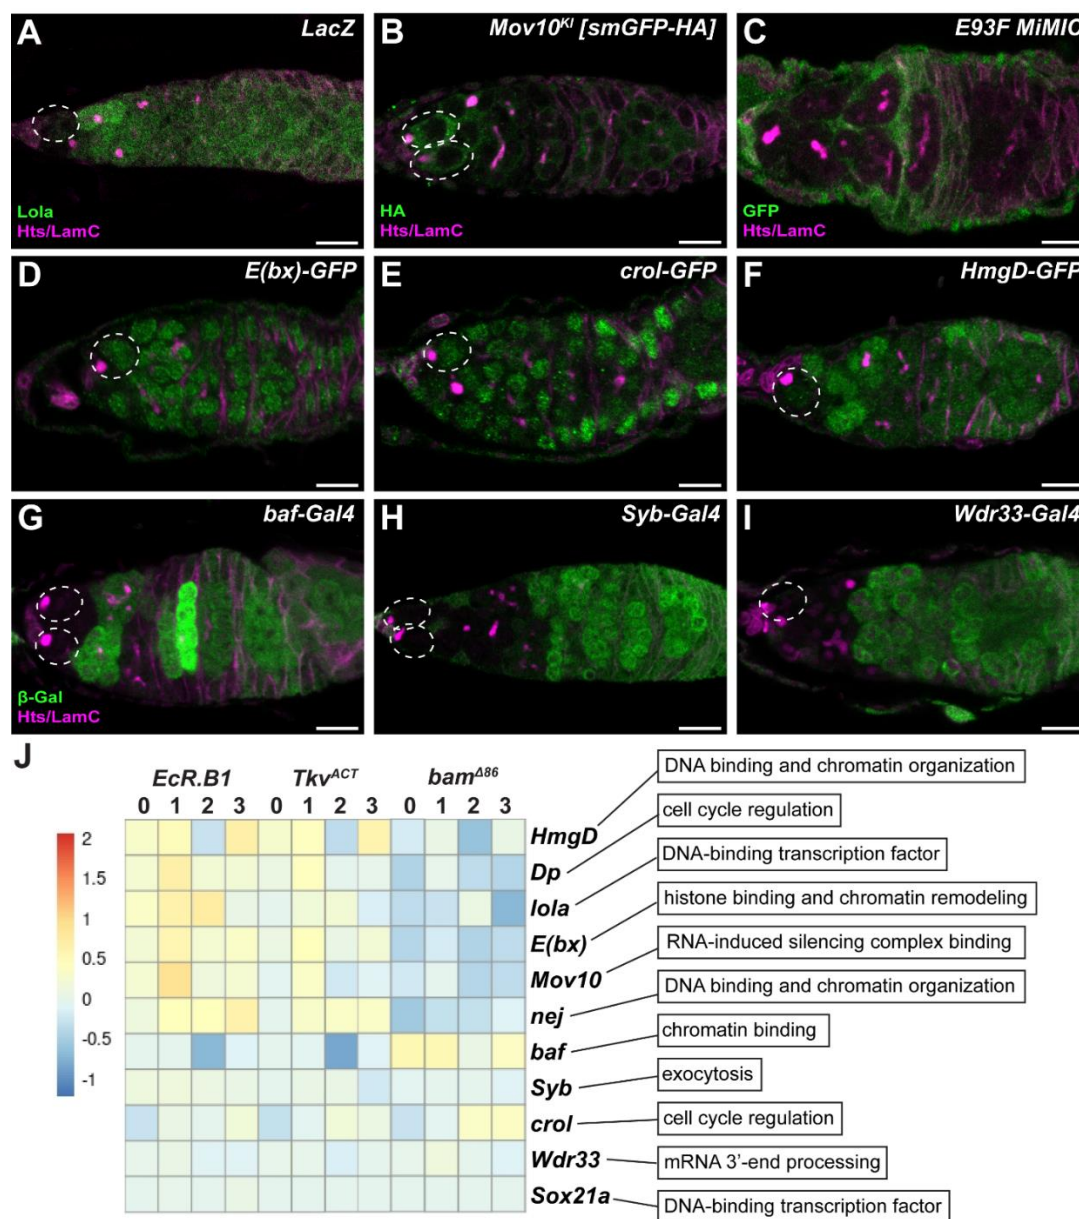 A
LacZ
Lola
Hts/LamC
B
Mov10ᴷᴵ [smGFP-HA]
HA
Hts/LamC
C
E93F MiMIC
GFP
Hts/LamC
D
E(bx)-GFP
E
crol-GFP
F
HmgD-GFP
G
baf-Gal4
β-Gal
Hts/LamC
H
Syb-Gal4
I
Wdr33-Gal4
J
EcR.B1 Tkvᴬᶜᵀ bam^Δ86
0 1 2 3 0 1 2 3 0 1 2 3
2
1.5
1
0.5
0
-0.5
-1
HmgD DNA binding and chromatin organization
Dp cell cycle regulation
lola DNA-binding transcription factor
E(bx) histone binding and chromatin remodeling
Mov10 RNA-induced silencing complex binding
nej DNA binding and chromatin organization
baf chromatin binding
Syb exocytosis
crol cell cycle regulation
Wdr33 mRNA 3’-end processing
Sox21a DNA-binding transcription factor